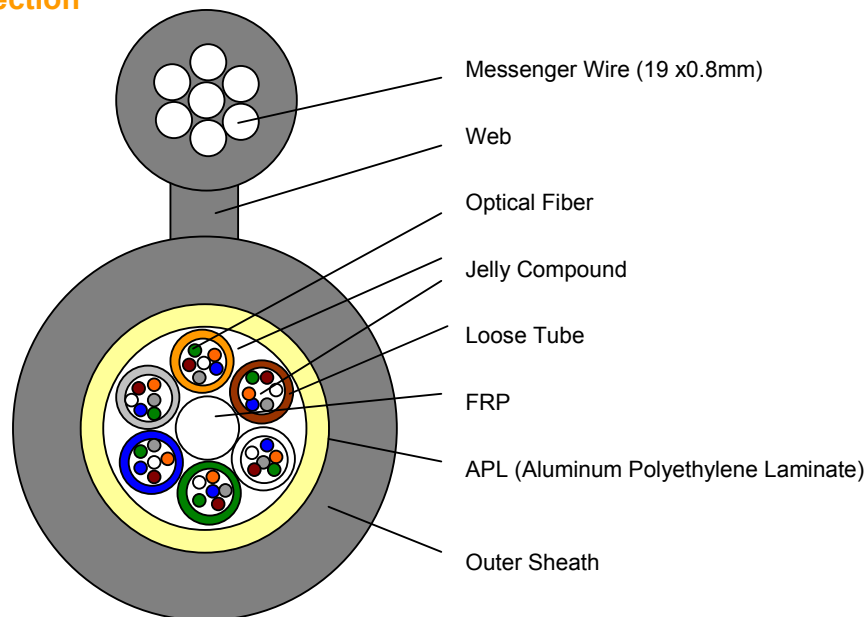 ection
Messenger Wire (19 x0.8mm)
Web
Optical Fiber
Jelly Compound
Loose Tube
FRP
APL (Aluminum Polyethylene Laminate)
Outer Sheath